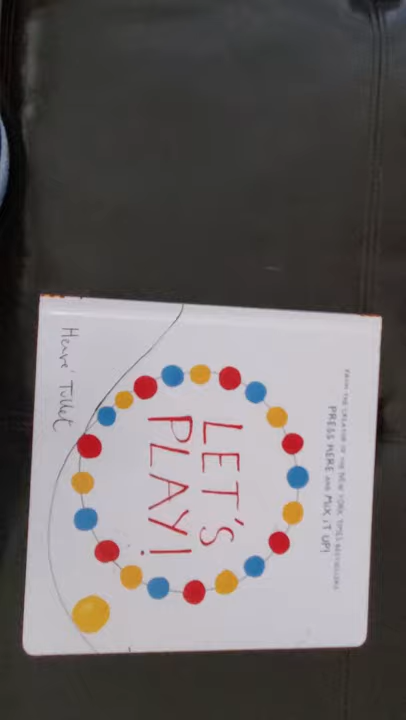 FROM THE CREATOR OF THE NEW YORK TIMES BESTSELLERS
PRESS HERE AND MIX IT UP!
LET'S
PLAY!
Hervé Tullet